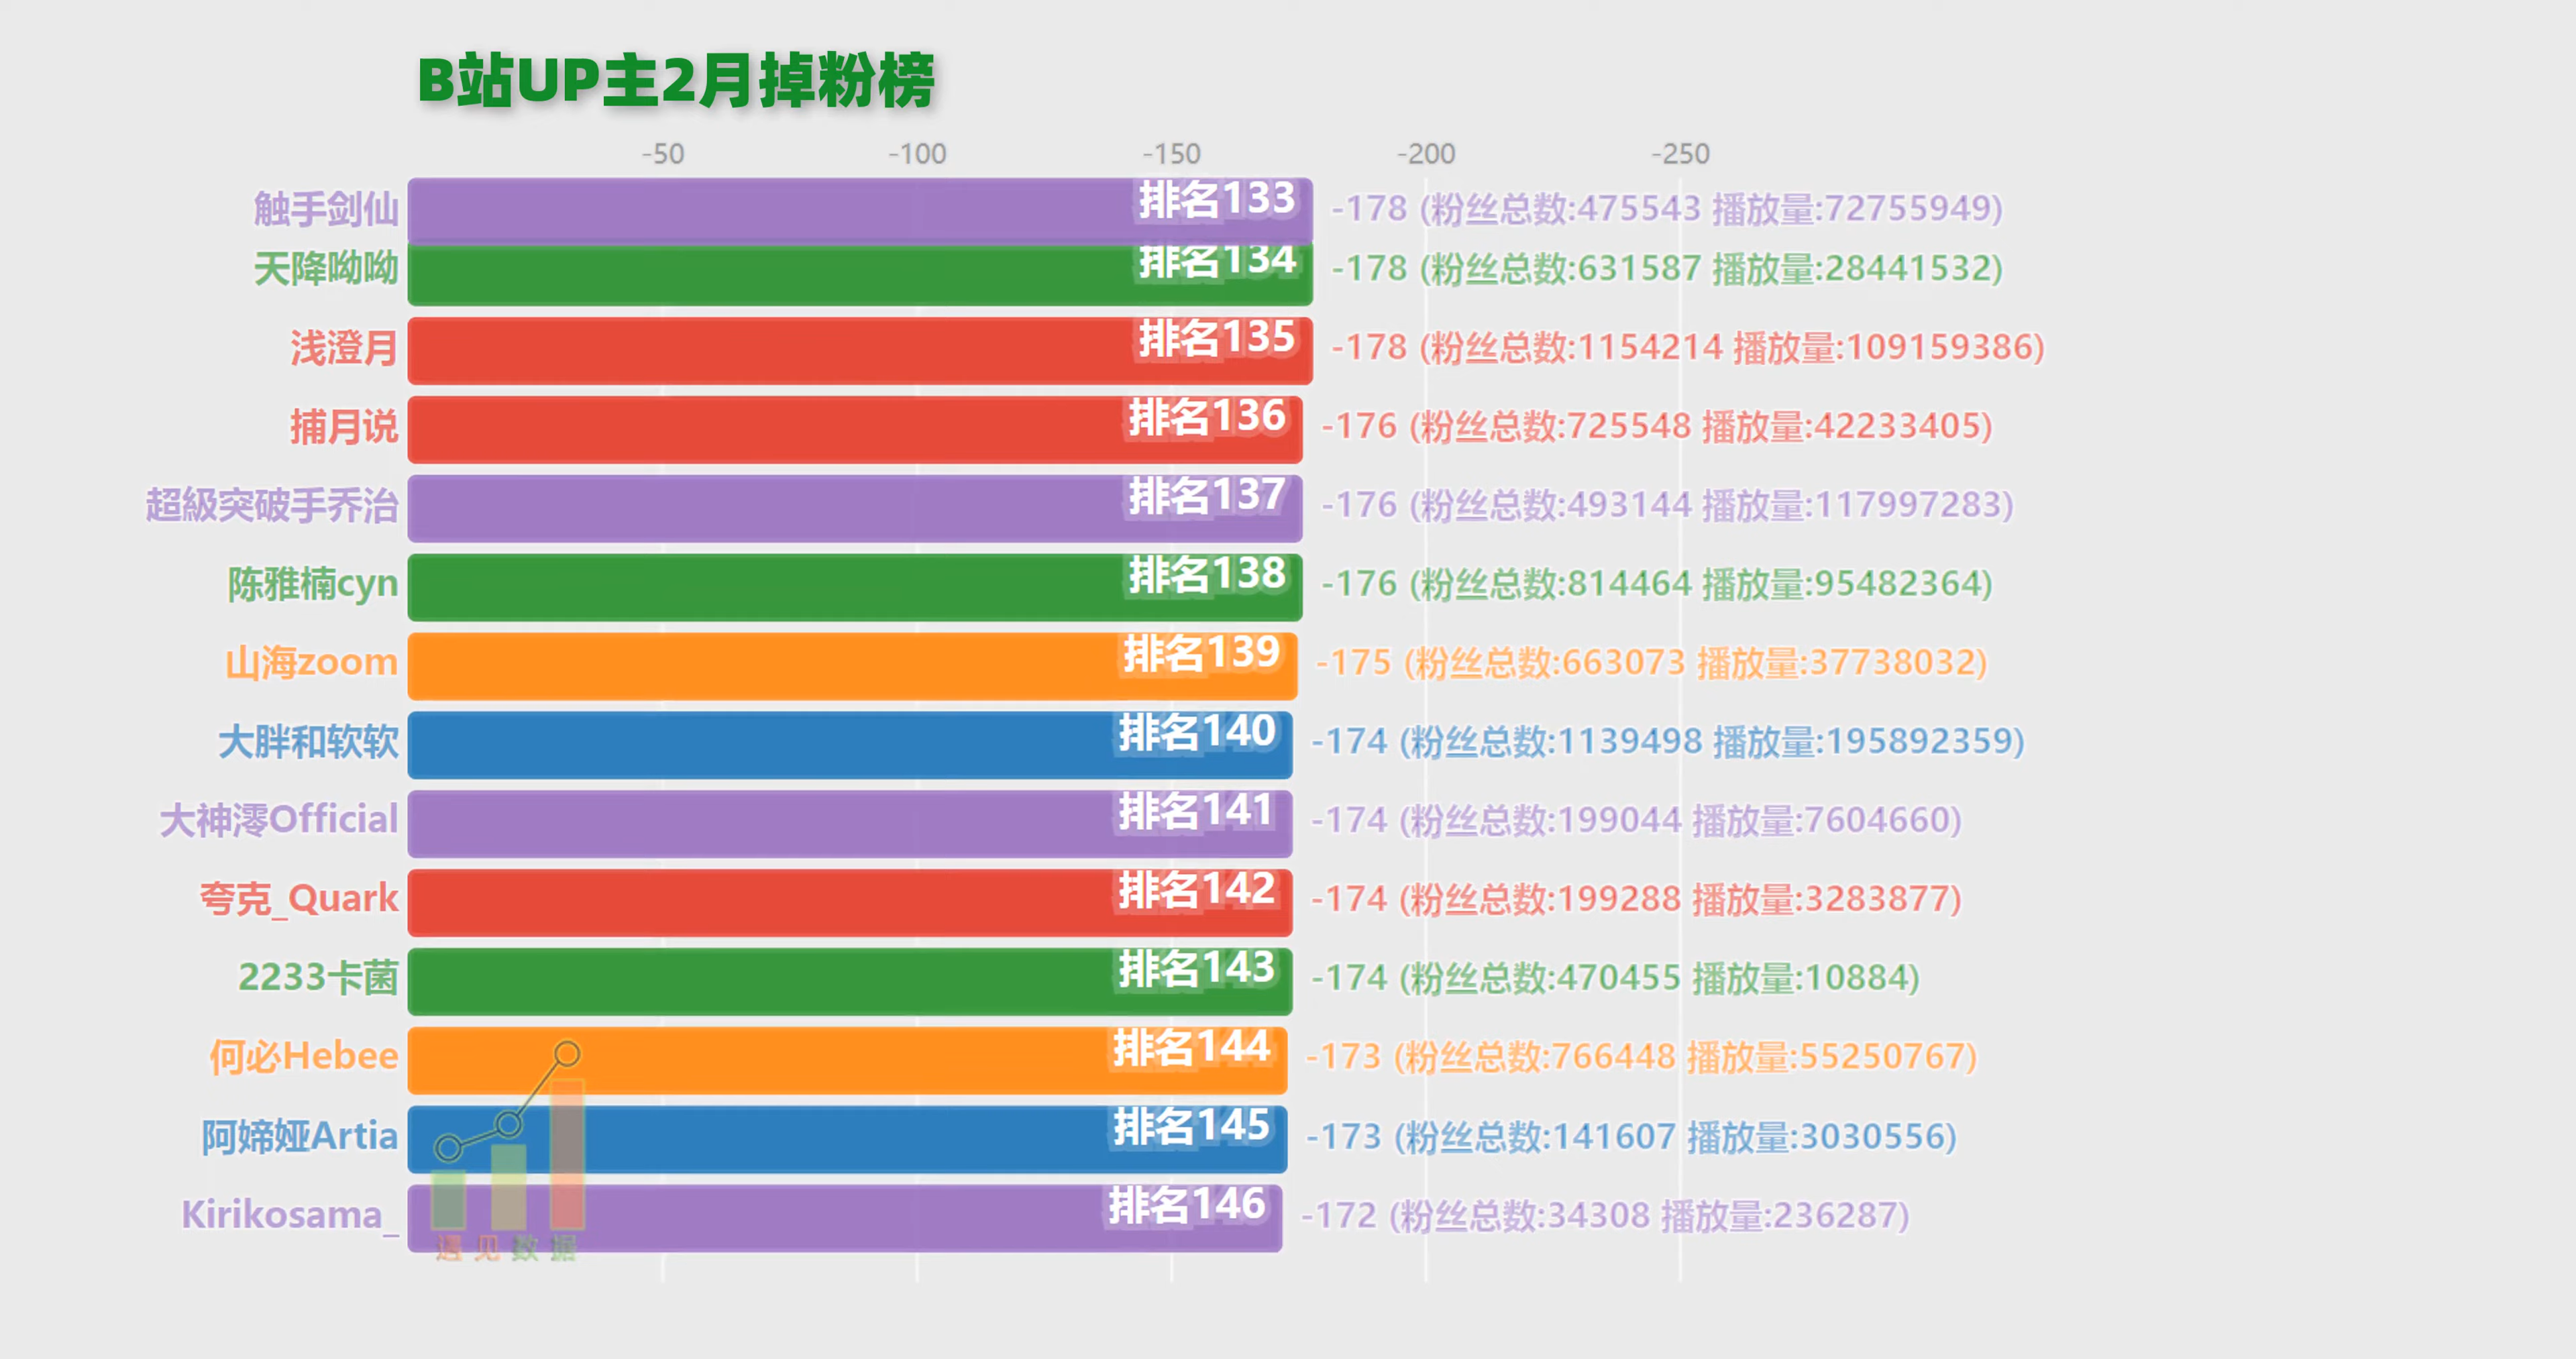 B站UP主2月掉粉榜
-50 -100 -150 -200 -250
触手剑仙 排名133 -178 (粉丝总数:475543 播放量:72755949)
天降呦呦 排名134 -178 (粉丝总数:631587 播放量:28441532)
浅澄月 排名135 -178 (粉丝总数:1154214 播放量:109159386)
捕月说 排名136 -176 (粉丝总数:725548 播放量:42233405)
超級突破手乔治 排名137 -176 (粉丝总数:493144 播放量:117997283)
陈雅楠cyn 排名138 -176 (粉丝总数:814464 播放量:95482364)
山海zoom 排名139 -175 (粉丝总数:663073 播放量:37738032)
大胖和软软 排名140 -174 (粉丝总数:1139498 播放量:195892359)
大神澪Official 排名141 -174 (粉丝总数:199044 播放量:7604660)
夸克_Quark 排名142 -174 (粉丝总数:199288 播放量:3283877)
2233卡菌 排名143 -174 (粉丝总数:470455 播放量:10884)
何必Hebee 排名144 -173 (粉丝总数:766448 播放量:55250767)
阿媂娅Artia 排名145 -173 (粉丝总数:141607 播放量:3030556)
Kirikosama_ 排名146 -172 (粉丝总数:34308 播放量:236287)
遇见数据